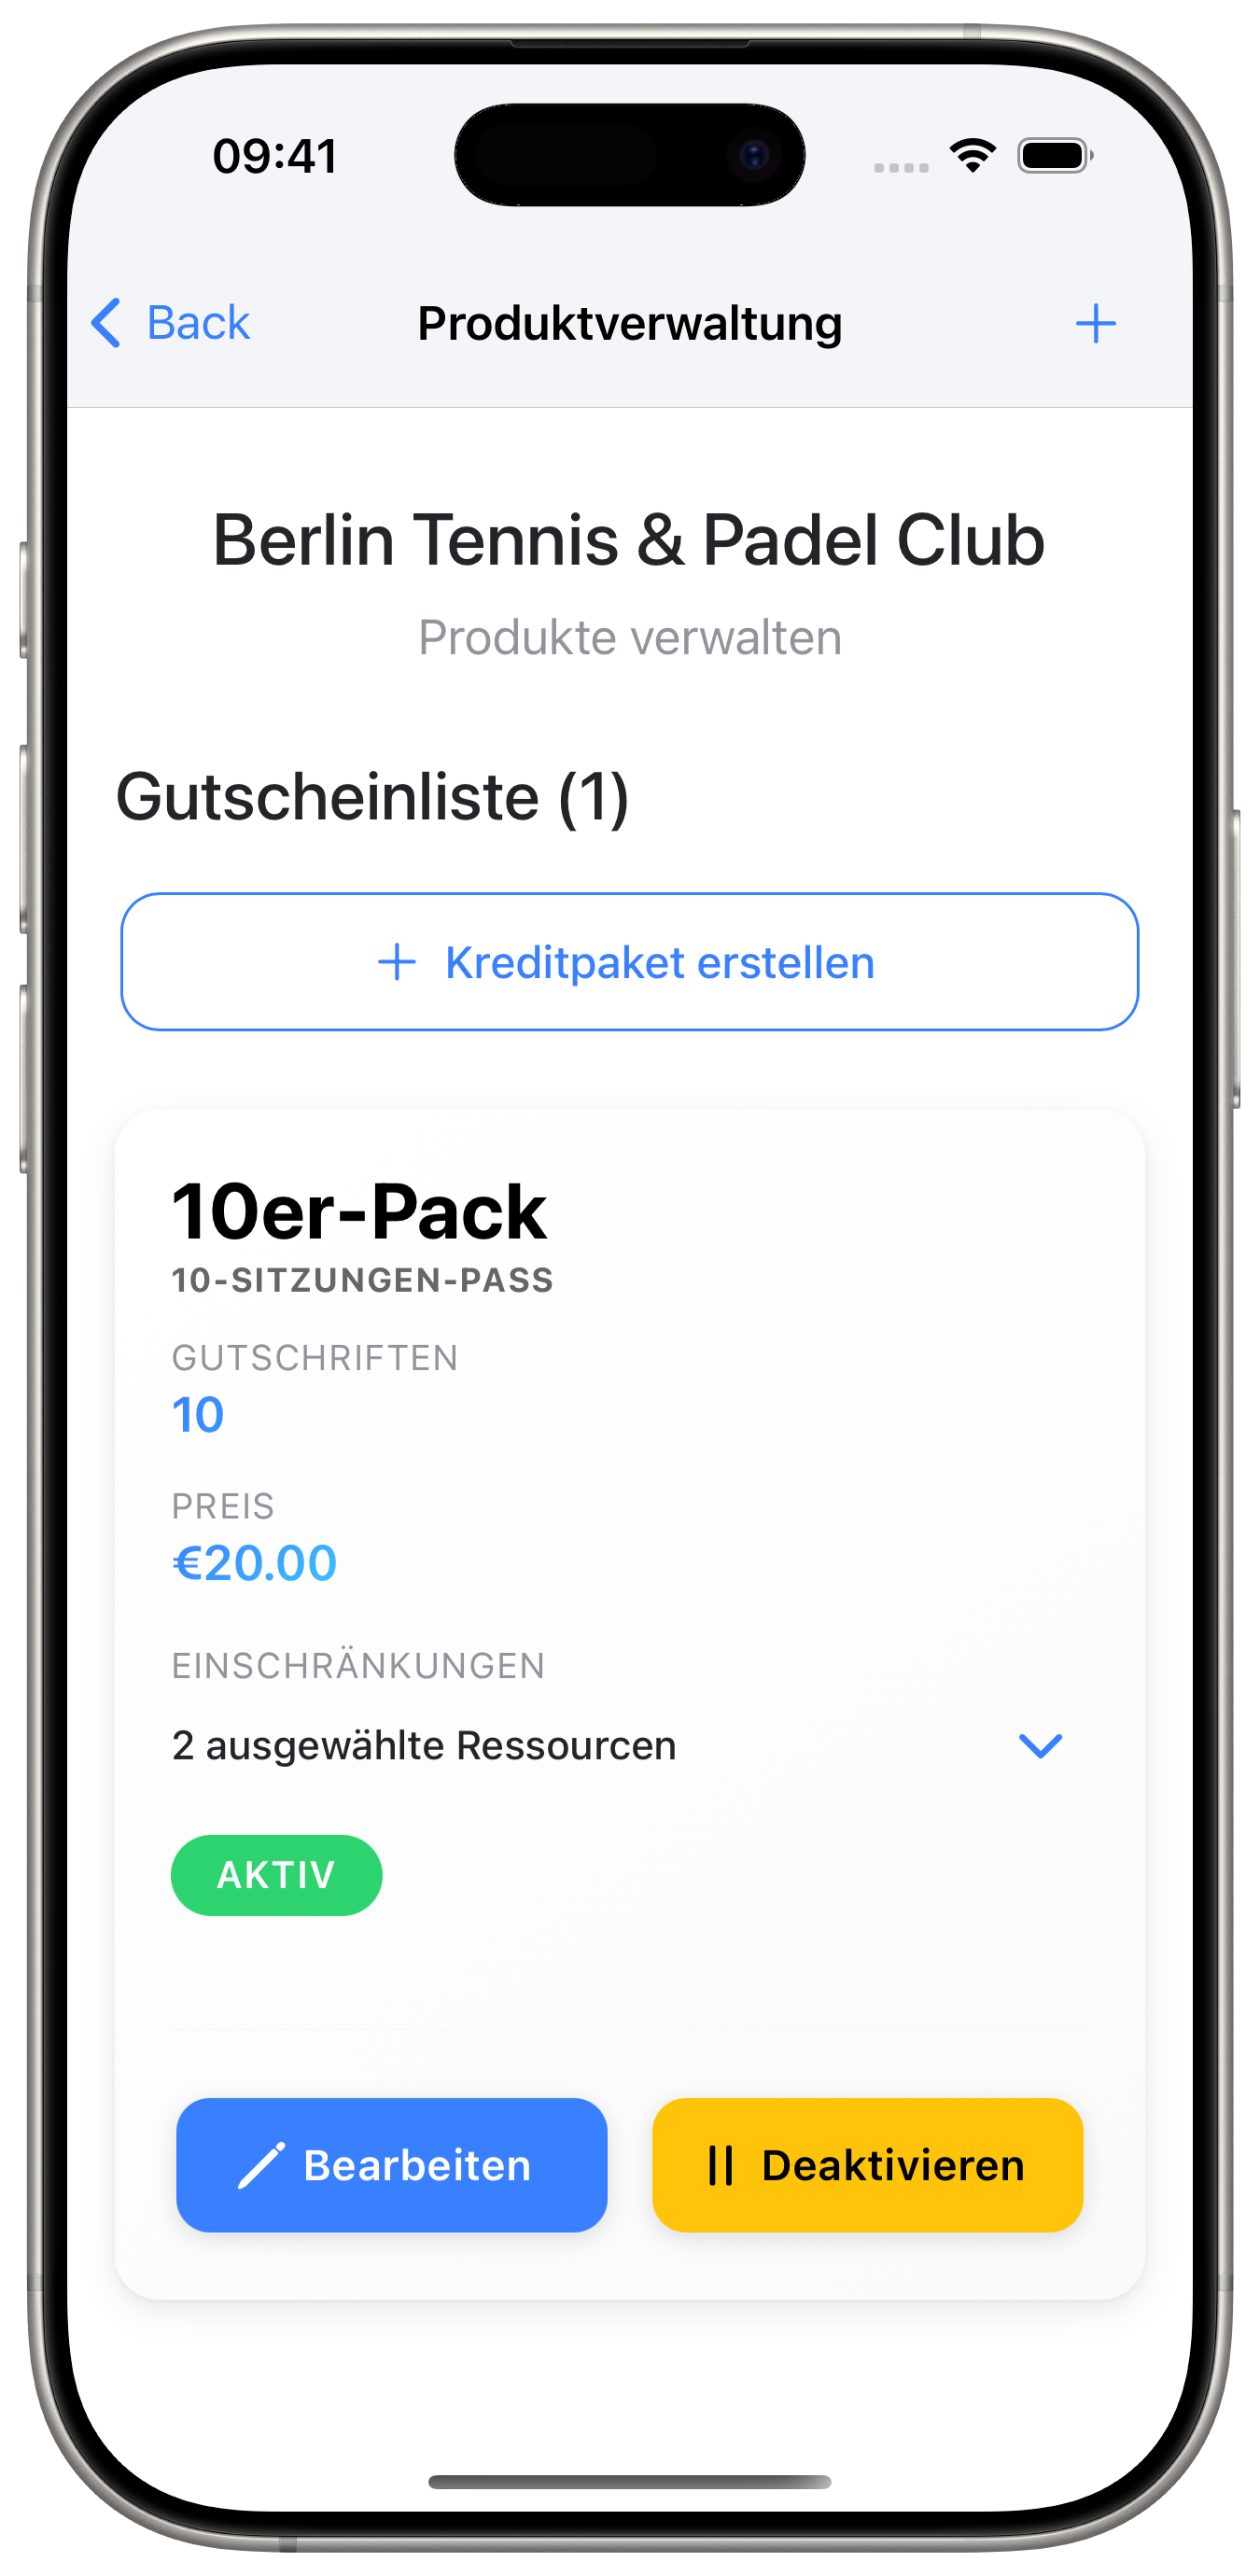 09:41
Back
Produktverwaltung
Berlin Tennis & Padel Club
Produkte verwalten
Gutscheinliste (1)
+ Kreditpaket erstellen
10er-Pack
10-SITZUNGEN-PASS
GUTSCHRIFTEN
10
PREIS
€20.00
EINSCHRÄNKUNGEN
2 ausgewählte Ressourcen
AKTIV
Bearbeiten
Deaktivieren